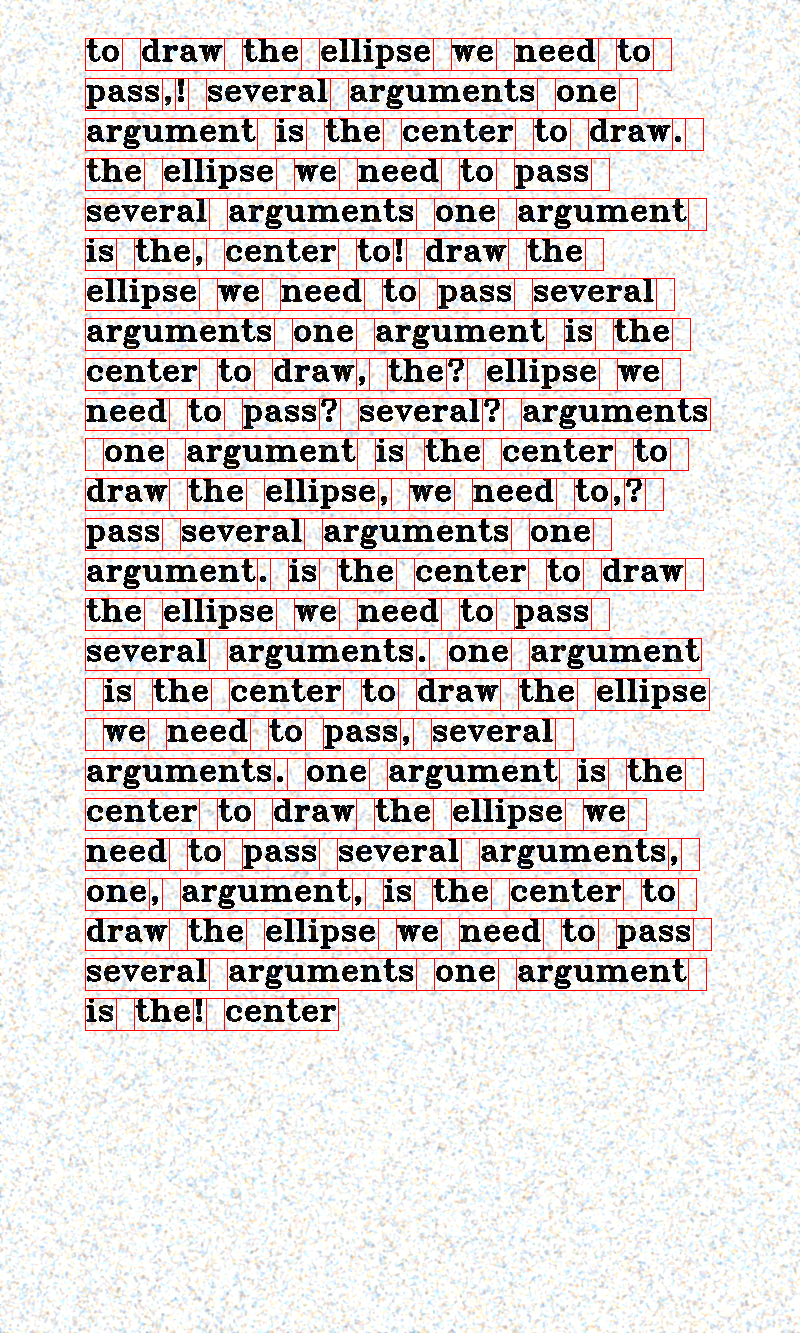 to draw the ellipse we need to
pass,! several arguments one
argument is the center to draw.
the ellipse we need to pass
several arguments one argument
is the, center to! draw the
ellipse we need to pass several
arguments one argument is the
center to draw, the? ellipse we
need to pass? several? arguments
one argument is the center to
draw the ellipse, we need to,?
pass several arguments one
argument. is the center to draw
the ellipse we need to pass
several arguments. one argument
is the center to draw the ellipse
we need to pass, several
arguments. one argument is the
center to draw the ellipse we
need to pass several arguments,
one, argument, is the center to
draw the ellipse we need to pass
several arguments one argument
is the! center